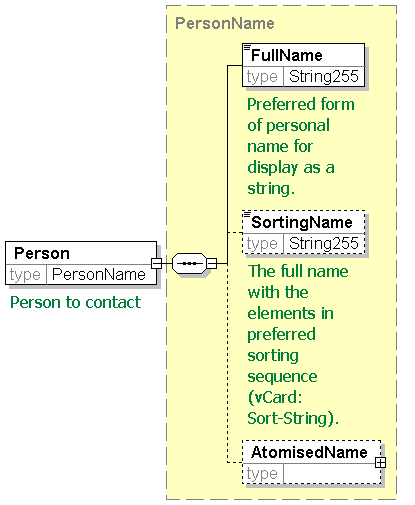 PersonName
FullName
type String255
Preferred form
of personal
name for
display as a
string.
SortingName
type String255
The full name
with the
elements in
preferred
sorting
sequence
(vCard:
Sort-String).
Person
type PersonName
Person to contact
AtomisedName
type